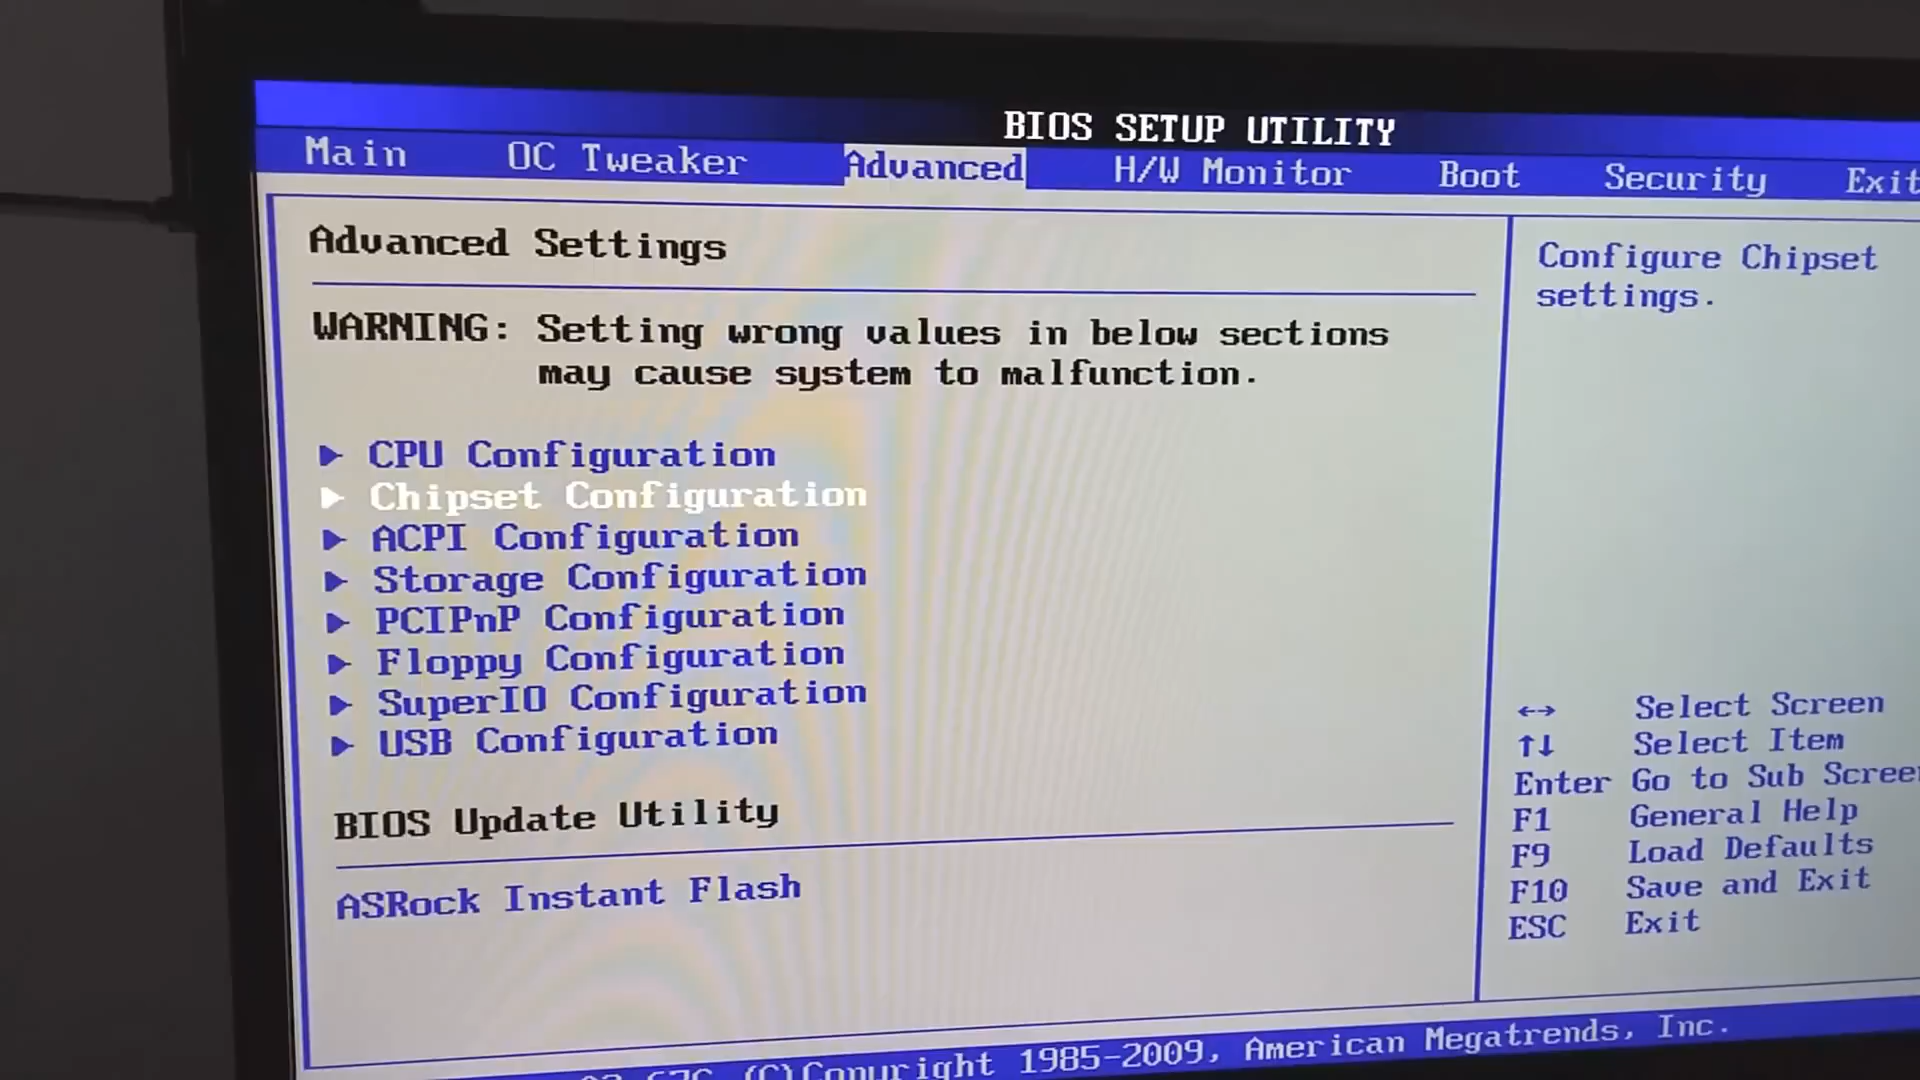 BIOS SETUP UTILITY
Main OC Tweaker Advanced H/W Monitor Boot Security Exit
Advanced Settings
WARNING: Setting wrong values in below sections
may cause system to malfunction.
CPU Configuration
Chipset Configuration
ACPI Configuration
Storage Configuration
PCIPnP Configuration
Floppy Configuration
SuperIO Configuration
USB Configuration
BIOS Update Utility
ASRock Instant Flash
Configure Chipset
settings.
↔ Select Screen
↑↓ Select Item
Enter Go to Sub Screen
F1 General Help
F9 Load Defaults
F10 Save and Exit
ESC Exit
(C)Copyright 1985-2009, American Megatrends, Inc.